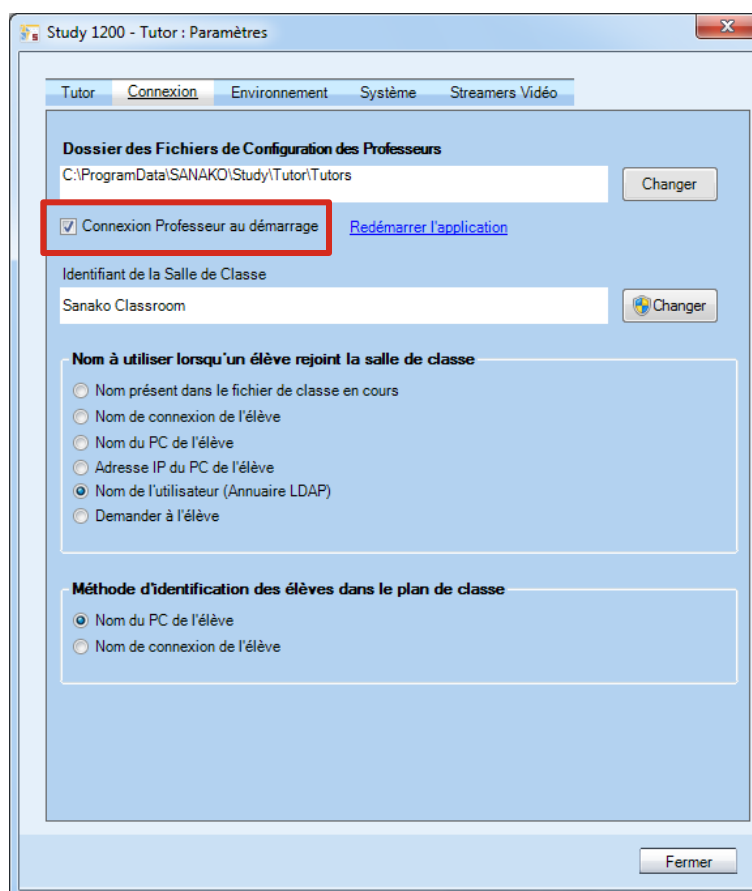 Study 1200 - Tutor : Paramètres
Tutor Connexion Environnement Système Streamers Vidéo
Dossier des Fichiers de Configuration des Professeurs
C:\ProgramData\SANAKO\Study\Tutor\Tutors
Changer
Connexion Professeur au démarrage Redémarrer l'application
Identifiant de la Salle de Classe
Sanako Classroom
Changer
Nom à utiliser lorsqu'un élève rejoint la salle de classe
Nom présent dans le fichier de classe en cours
Nom de connexion de l'élève
Nom du PC de l'élève
Adresse IP du PC de l'élève
Nom de l'utilisateur (Annuaire LDAP)
Demander à l'élève
Méthode d'identification des élèves dans le plan de classe
Nom du PC de l'élève
Nom de connexion de l'élève
Fermer